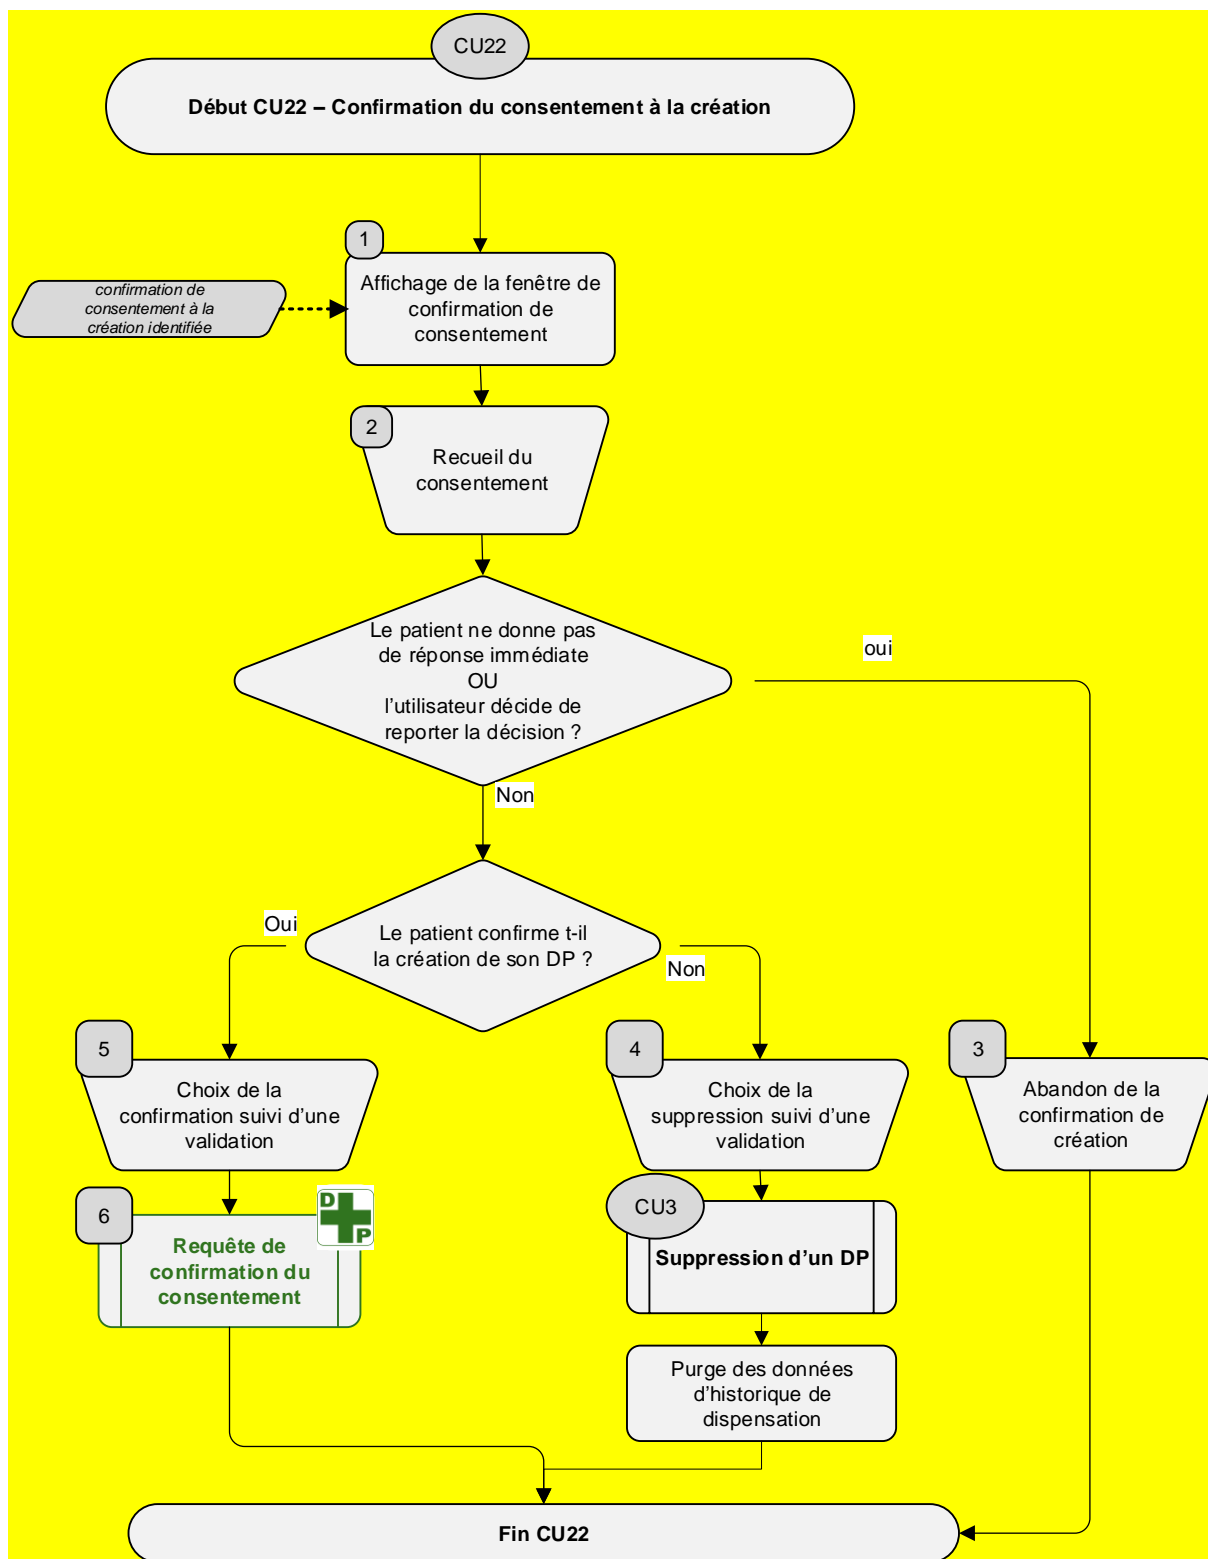 CU22
Début CU22 – Confirmation du consentement à la création
1
Affichage de la fenêtre de
confirmation de
consentement
confirmation de
consentement à la
création identifiée
2
Recueil du
consentement
Le patient ne donne pas
de réponse immédiate
OU
l'utilisateur décide de
reporter la décision ?
oui
Non
Le patient confirme t-il
la création de son DP ?
Oui
Non
5
Choix de la
confirmation suivi d'une
validation
4
Choix de la
suppression suivi d'une
validation
3
Abandon de la
confirmation de
création
6
D
P
Requête de
confirmation du
consentement
CU3
Suppression d'un DP
Purge des données
d'historique de
dispensation
Fin CU22